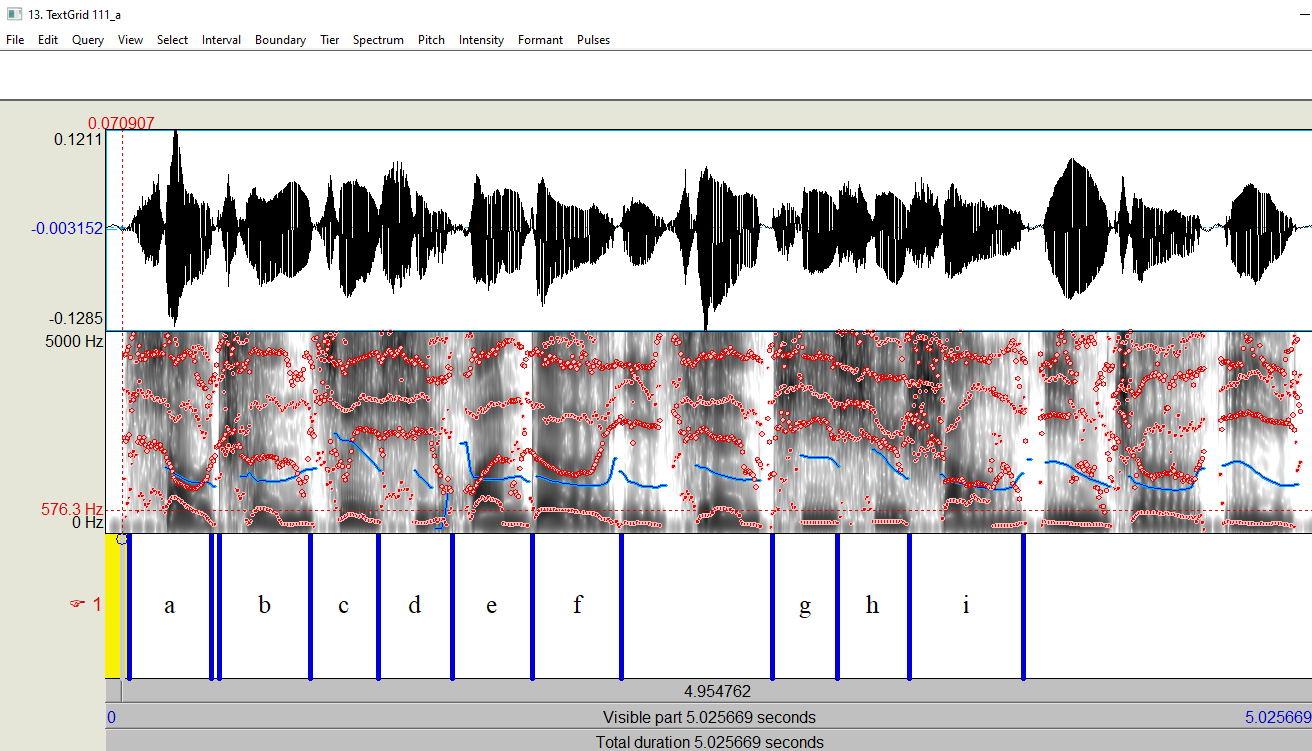 13. TextGrid 111_a
File Edit Query View Select Interval Boundary Tier Spectrum Pitch Intensity Formant Pulses
0.070907
0.1211
-0.003152
-0.1285
5000 Hz
576.3 Hz
0 Hz
☞ 1
a b c d e f g h i
4.954762
0 Visible part 5.025669 seconds 5.025669
Total duration 5.025669 seconds